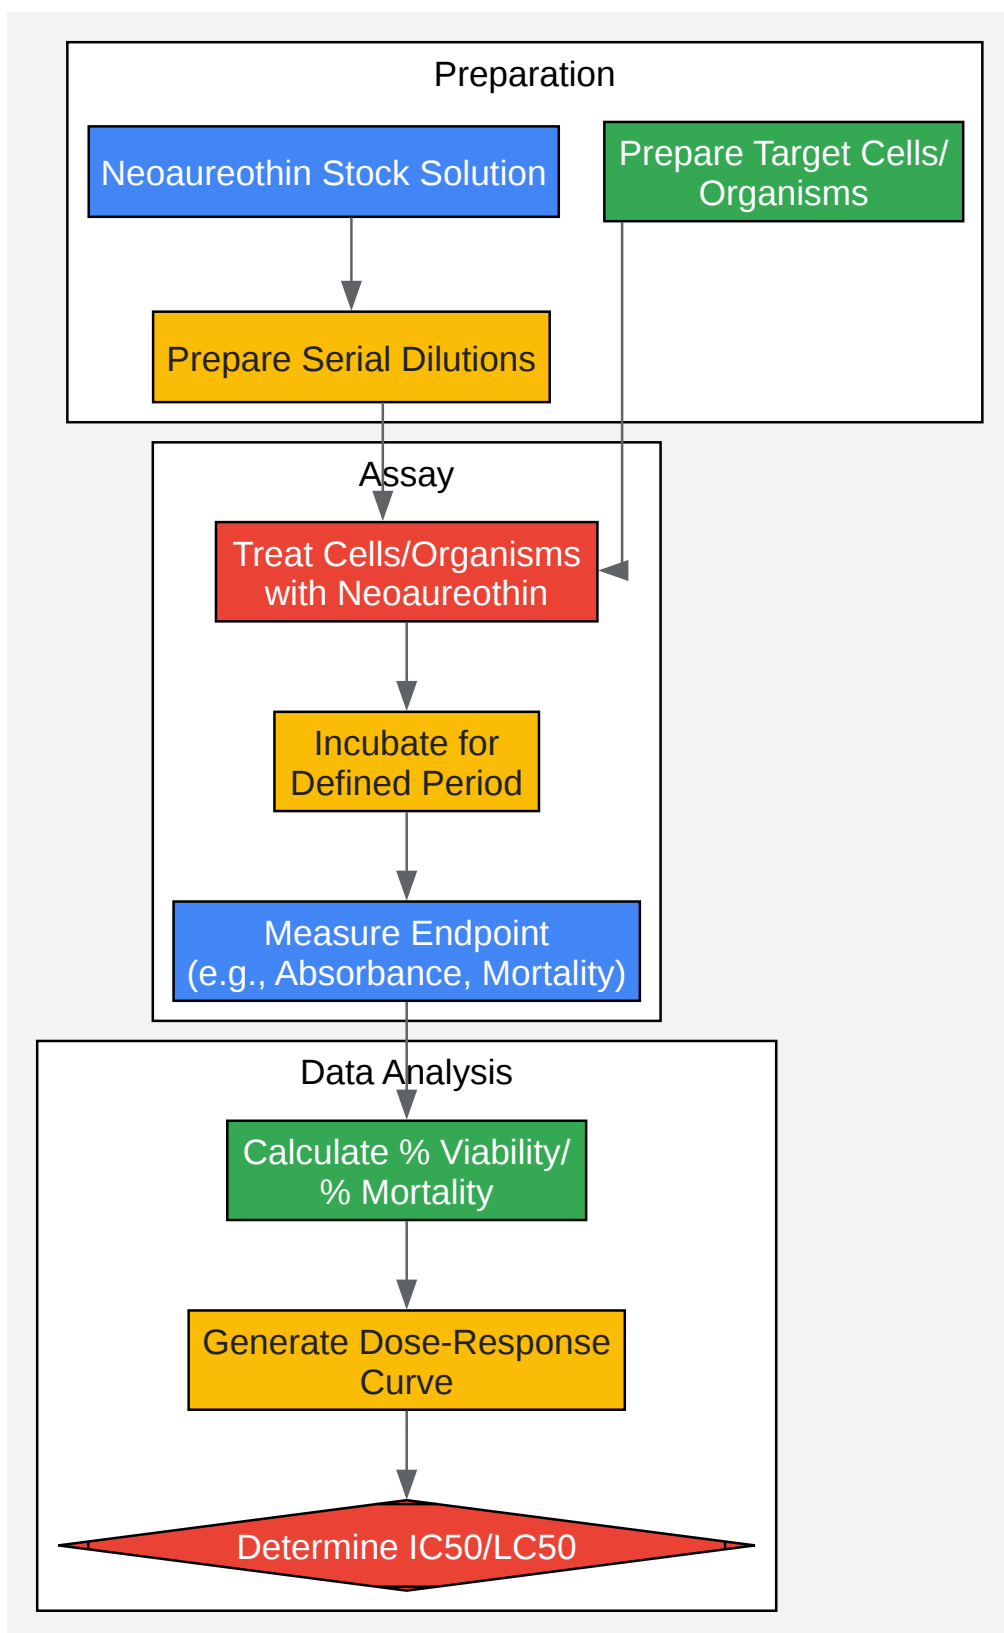 Preparation
Neoaureothin Stock Solution
Prepare Target Cells/
Organisms
Prepare Serial Dilutions
Assay
Treat Cells/Organisms
with Neoaureothin
Incubate for
Defined Period
Measure Endpoint
(e.g., Absorbance, Mortality)
Data Analysis
Calculate % Viability/
% Mortality
Generate Dose-Response
Curve
Determine IC50/LC50